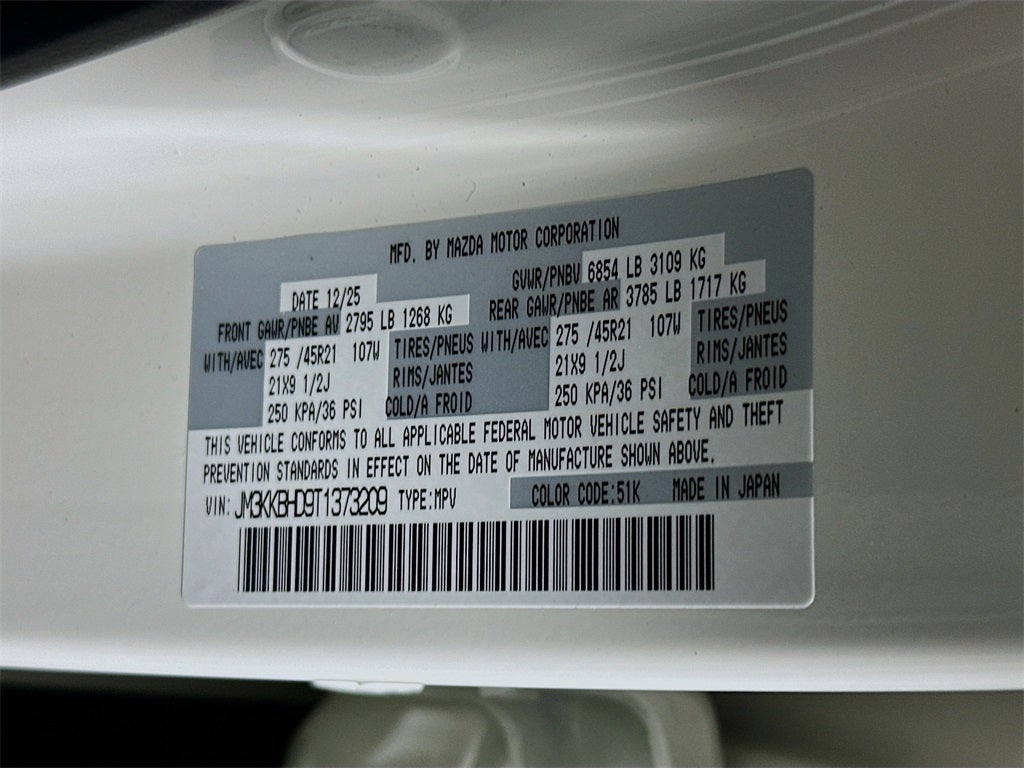 MFD. BY MAZDA MOTOR CORPORATION
DATE 12/25 GVWR/PNBV 6854 LB 3109 KG
FRONT GAWR/PNBE AV 2795 LB 1268 KG REAR GAWR/PNBE AR 3785 LB 1717 KG
WITH/AVEC 275 /45R21 107W TIRES/PNEUS WITH/AVEC 275 /45R21 107W TIRES/PNEUS
21X9 1/2J RIMS/JANTES 21X9 1/2J RIMS/JANTES
250 KPA/36 PSI COLD/A FROID 250 KPA/36 PSI COLD/A FROID
THIS VEHICLE CONFORMS TO ALL APPLICABLE FEDERAL MOTOR VEHICLE SAFETY AND THEFT
PREVENTION STANDARDS IN EFFECT ON THE DATE OF MANUFACTURE SHOWN ABOVE.
VIN: JM3KKBHD9T1373209 TYPE:MPV COLOR CODE:51K MADE IN JAPAN